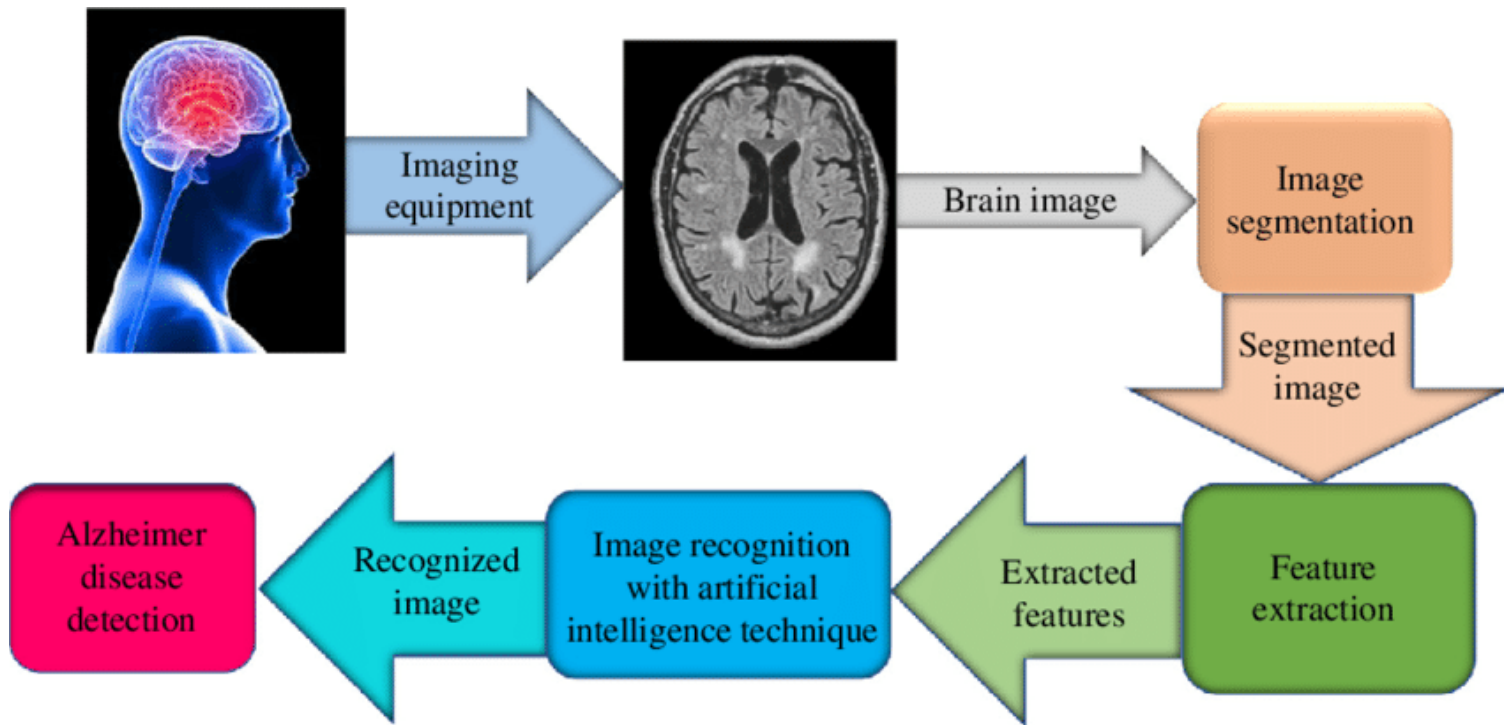 Imaging
equipment
Brain image
Image
segmentation
Segmented
image
Feature
extraction
Extracted
features
Image recognition
with artificial
intelligence technique
Recognized
image
Alzheimer
disease
detection